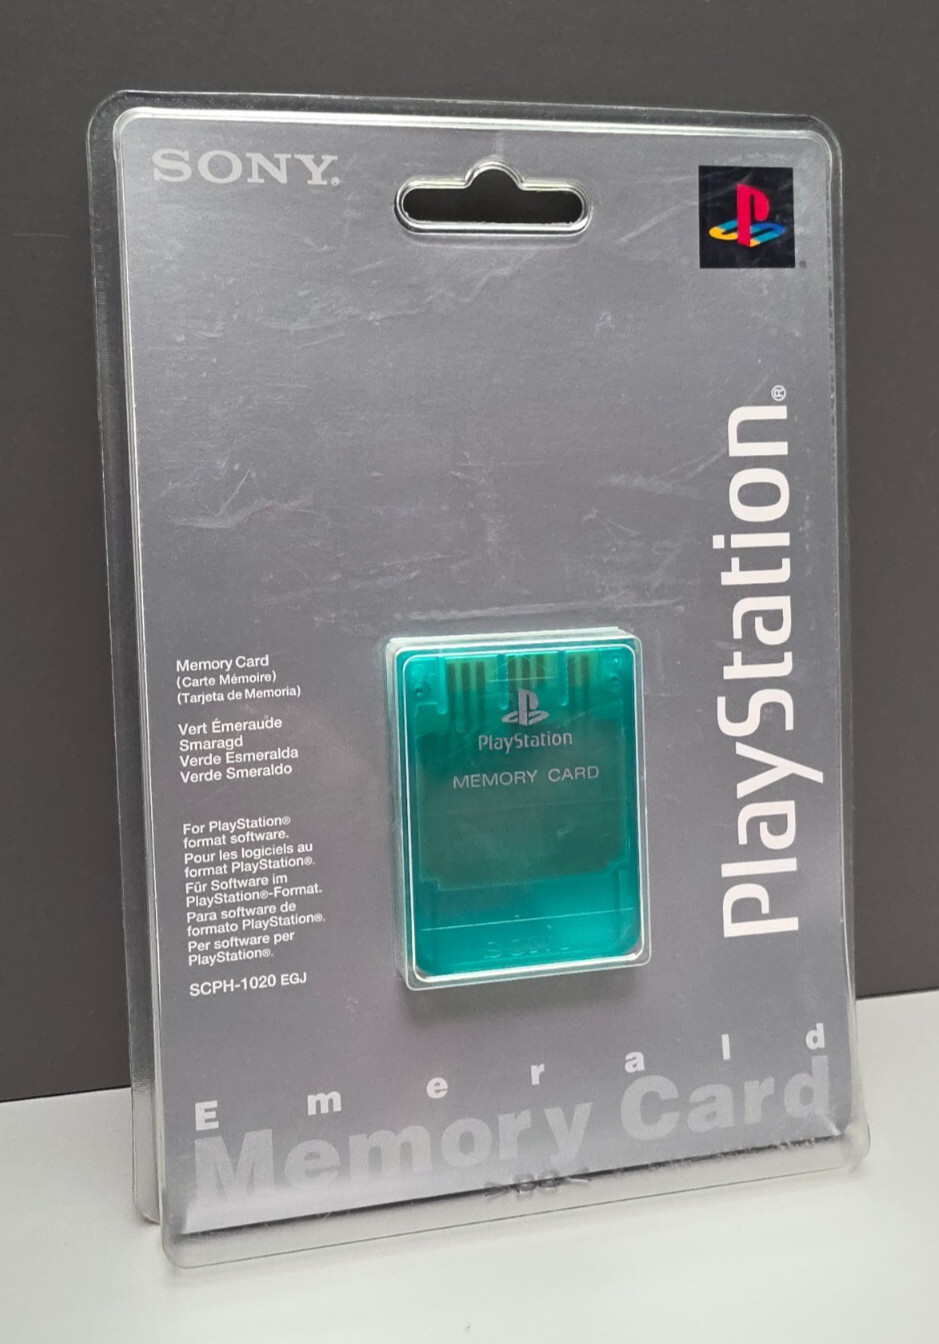 SONY®
PlayStation®
Memory Card
(Carte Mémoire)
(Tarjeta de Memoria)
Vert Émeraude
Smaragd
Verde Esmeralda
Verde Smeraldo
For PlayStation®
format software.
Pour les logiciels au
format PlayStation®.
Für Software im
PlayStation®-Format.
Para software de
formato PlayStation®.
Per software per
PlayStation®.
SCPH-1020 EGJ
PlayStation
MEMORY CARD
SONY
Emerald
Memory Card